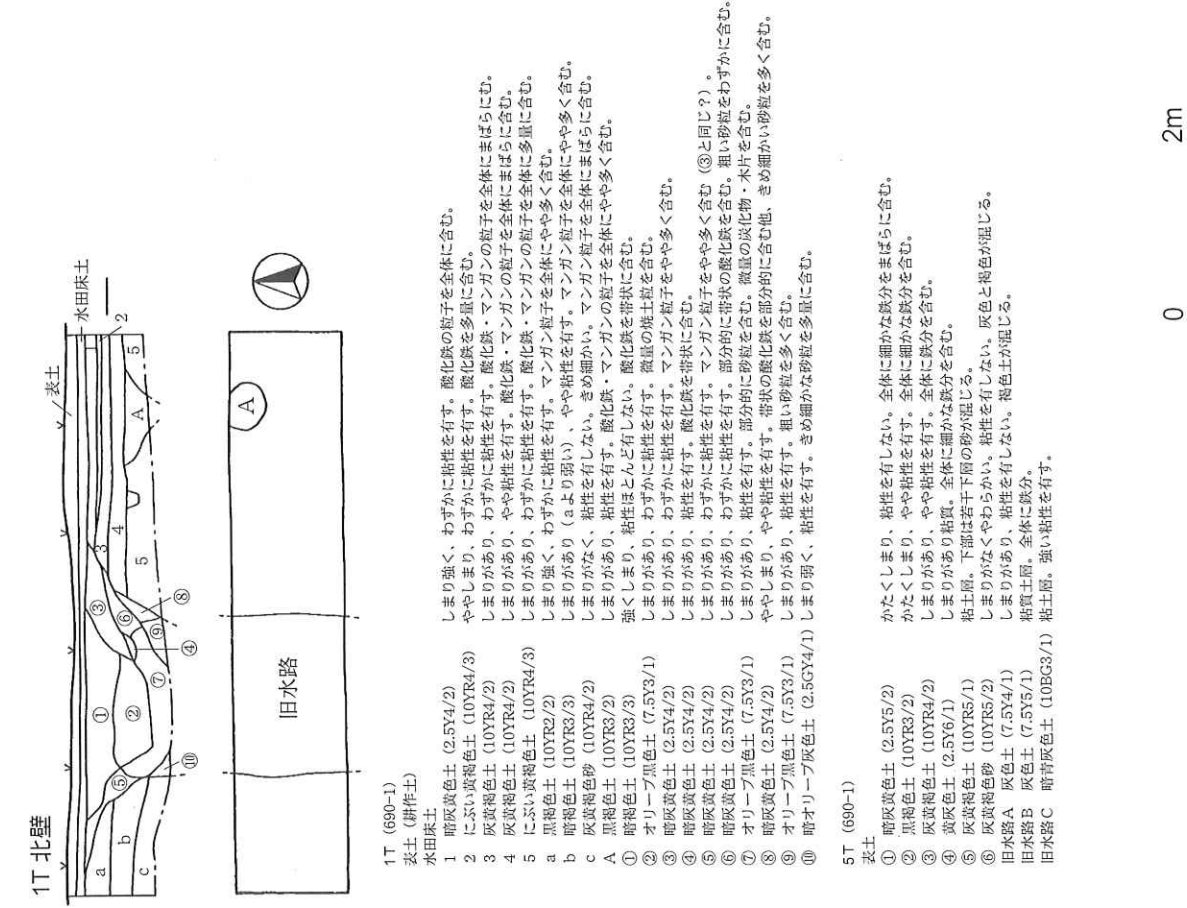 1T 北壁
表土
水田床土
2
a
b
c
①
②
③
④
⑤
⑥
⑦
⑧
⑨
⑩
3
4
5
5
A
旧水路
A
1T (690-1)
表土（耕作土）
水田床土
1 暗灰黄色土 (2.5Y4/2) しまり強く、わずかに粘性を有す。酸化鉄の粒子を全体に含む。
2 にぶい黄褐色土 (10YR4/3) ややしまり、わずかに粘性を有す。酸化鉄を多量に含む。
3 灰黄褐色土 (10YR4/2) しまりがあり、わずかに粘性を有す。酸化鉄・マンガンの粒子を全体にまばらにむ。
4 灰黄褐色土 (10YR4/2) しまりがあり、やや粘性を有す。酸化鉄・マンガンの粒子を全体にまばらに含む。
5 にぶい黄褐色土 (10YR4/3) しまりがあり、わずかに粘性を有す。酸化鉄・マンガンの粒子を全体に多量に含む。
a 黒褐色土 (10YR2/2) しまり強く、わずかに粘性を有す。マンガン粒子を全体にやや多く含む。
b 暗褐色土 (10YR3/3) しまりがあり（aより弱い）、やや粘性を有す。マンガン粒子を全体にやや多く含む。
c 灰黄褐色砂 (10YR4/2) しまりがなく、粘性を有しない。きめ細かい。マンガン粒子を全体にまばらに含む。
A 黒褐色土 (10YR3/2) しまりがあり、粘性を有す。酸化鉄・マンガンの粒子を全体にやや多く含む。
① 暗褐色土 (10YR3/3) 強くしまり、粘性ほとんど有しない。酸化鉄を帯状に含む。
② オリーブ黒色土 (7.5Y3/1) しまりがあり、わずかに粘性を有す。微量の焼土粒を含む。
③ 暗灰黄色土 (2.5Y4/2) しまりがあり、わずかに粘性を有す。マンガン粒子をやや多く含む。
④ 暗灰黄色土 (2.5Y4/2) しまりがあり、粘性を有す。酸化鉄を帯状に含む。
⑤ 暗灰黄色土 (2.5Y4/2) しまりがあり、わずかに粘性を有す。マンガン粒子をやや多く含む（③と同じ？）。
⑥ 暗灰黄色土 (2.5Y4/2) しまりがあり、わずかに粘性を有す。部分的に帯状の酸化鉄を含む。粗い砂粒をわずかに含む。
⑦ オリーブ黒色土 (7.5Y3/1) しまりがあり、粘性を有す。部分的に砂粒を含む。微量の炭化物・木片を含む。
⑧ 暗灰黄色土 (2.5Y4/2) ややしまり、やや粘性を有す。帯状の酸化鉄を部分的に含む他、きめ細かい砂粒を多く含む。
⑨ オリーブ黒色土 (7.5Y3/1) しまりがあり、粘性を有す。粗い砂粒を多く含む。
⑩ 暗オリーブ灰色土 (2.5GY4/1) しまり弱く、粘性を有す。きめ細かな砂粒を多量に含む。
5T (690-1)
表土
① 暗灰黄色土 (2.5Y5/2) かたくしまり、粘性を有しない。全体に細かな鉄分をまばらに含む。
② 黒褐色土 (10YR3/2) かたくしまり、やや粘性を有す。全体に細かな鉄分を含む。
③ 灰黄褐色土 (10YR4/2) しまりがあり、やや粘性を有す。全体に鉄分を含む。
④ 黄灰色土 (2.5Y6/1) しまりがあり粘質。全体に細かな鉄分を含む。
⑤ 灰黄褐色土 (10YR5/1) 粘土層。下部は若干下層の砂が混じる。
⑥ 灰黄褐色砂 (10YR5/2) しまりがなくやわらかい。粘性を有しない。灰色と褐色が混じる。
旧水路A 灰色土 (7.5Y4/1) しまりがあり、粘性を有しない。褐色土が混じる。
旧水路B 灰色土 (7.5Y5/1) 粘質土層。全体に鉄分。
旧水路C 暗青灰色土 (10BG3/1) 粘土層。強い粘性を有す。
0 2m